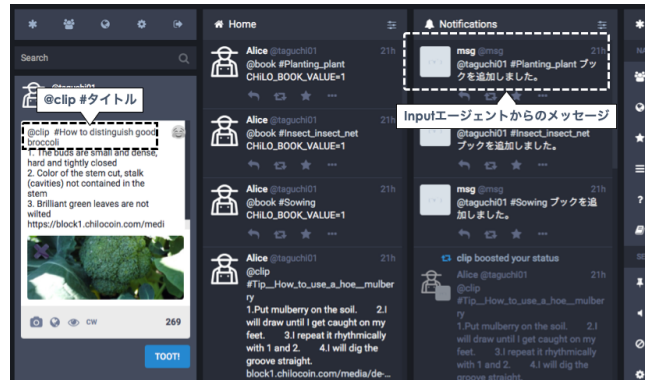 Search
@taguchi01
@clip #タイトル
@clip #How to distinguish good
broccoli
1. The buds are small and dense,
hard and tightly closed
2. Color of the stem cut, stalk
(cavities) not contained in the
stem
3. Brilliant green leaves are not
wilted
https://block1.chilocoin.com/medi
CW
269
TOOT!
Home
Alice @taguchi01 21h
@book #Planting_plant
CHiLO_BOOK_VALUE=1
Alice @taguchi01 21h
@book #Insect_insect_net
CHiLO_BOOK_VALUE=1
Alice @taguchi01 21h
@book #Sowing
CHiLO_BOOK_VALUE=1
Alice @taguchi01 21h
@clip
#Tip__How_to_use_a_hoe__mulber
ry
1.Put mulberry on the soil. 2.I
will draw until I get caught on my
feet. 3.I repeat it rhythmically
with 1 and 2. 4.I will dig the
groove straight.
block1.chilocoin.com/media/de-...
Notifications
msg @msg 21h
@taguchi01 #Planting_plant ブッ
クを追加しました。
Inputエージェントからのメッセージ
@taguchi01 #Insect_insect_net
ブックを追加しました。
msg @msg 21h
@taguchi01 #Sowing ブックを追
加しました。
clip boosted your status
Alice @taguchi01 21h
@clip
#Tip__How_to_use_a_hoe__mulber
ry
1.Put mulberry on the soil. 2.I
will draw until I get caught on my
feet. 3.I repeat it rhythmically
with 1 and 2. 4.I will dig the
groove straight.
NA
SE